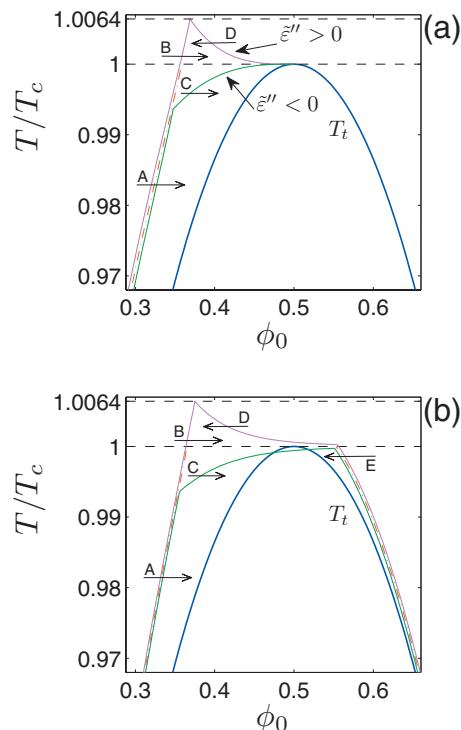 1.0064
(a)
B
D
ε̃'' > 0
1
C
ε̃'' < 0
T/T_c
0.99
T_t
A
0.98
0.97
0.3
0.4
0.5
0.6
ϕ_0
1.0064
(b)
D
B
1
C
E
T/T_c
0.99
T_t
A
0.98
0.97
0.3
0.4
0.5
0.6
ϕ_0